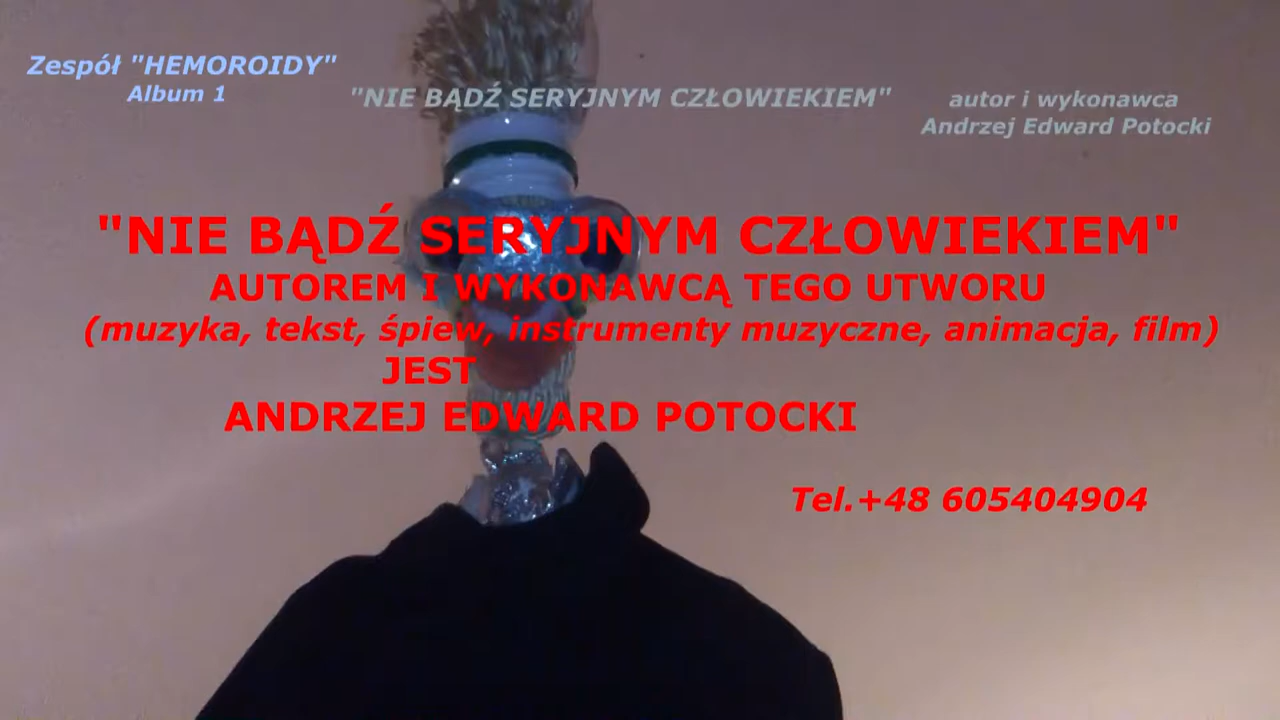 Zespół "HEMOROIDY"
Album 1
"NIE BĄDŹ SERYJNYM CZŁOWIEKIEM"
autor i wykonawca
Andrzej Edward Potocki
"NIE BĄDŹ SERYJNYM CZŁOWIEKIEM"
AUTOREM I WYKONAWCĄ TEGO UTWORU
(muzyka, tekst, śpiew, instrumenty muzyczne, animacja, film)
JEST
ANDRZEJ EDWARD POTOCKI
Tel.+48 605404904